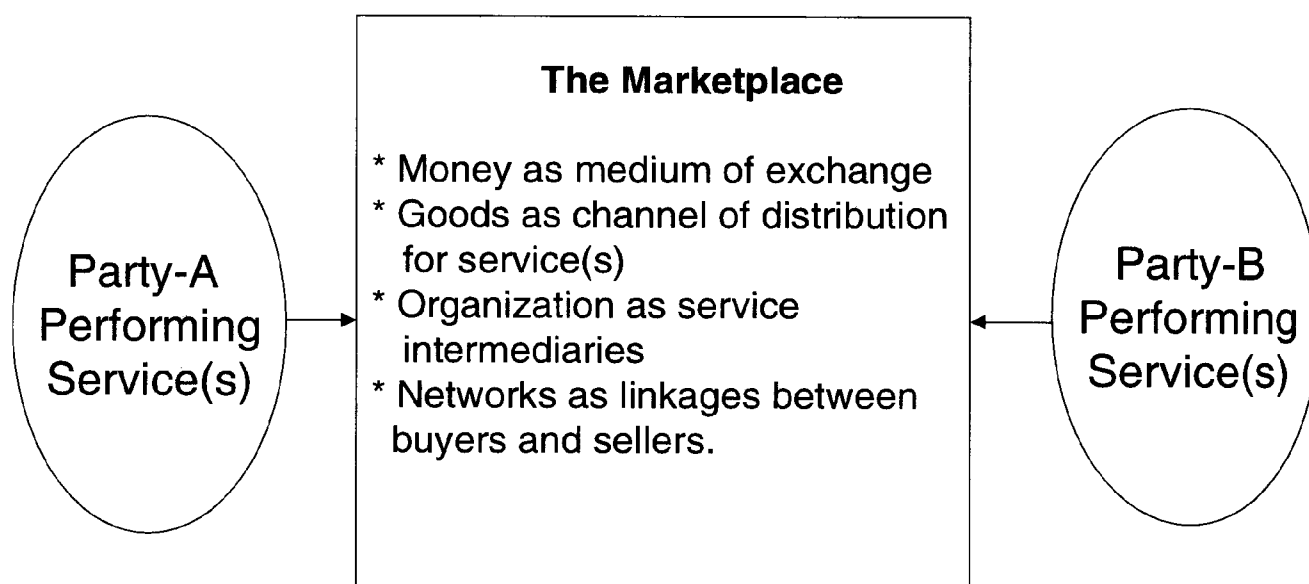 The Marketplace
* Money as medium of exchange
* Goods as channel of distribution
for service(s)
* Organization as service
intermediaries
* Networks as linkages between
buyers and sellers.
Party-A
Performing
Service(s)
Party-B
Performing
Service(s)